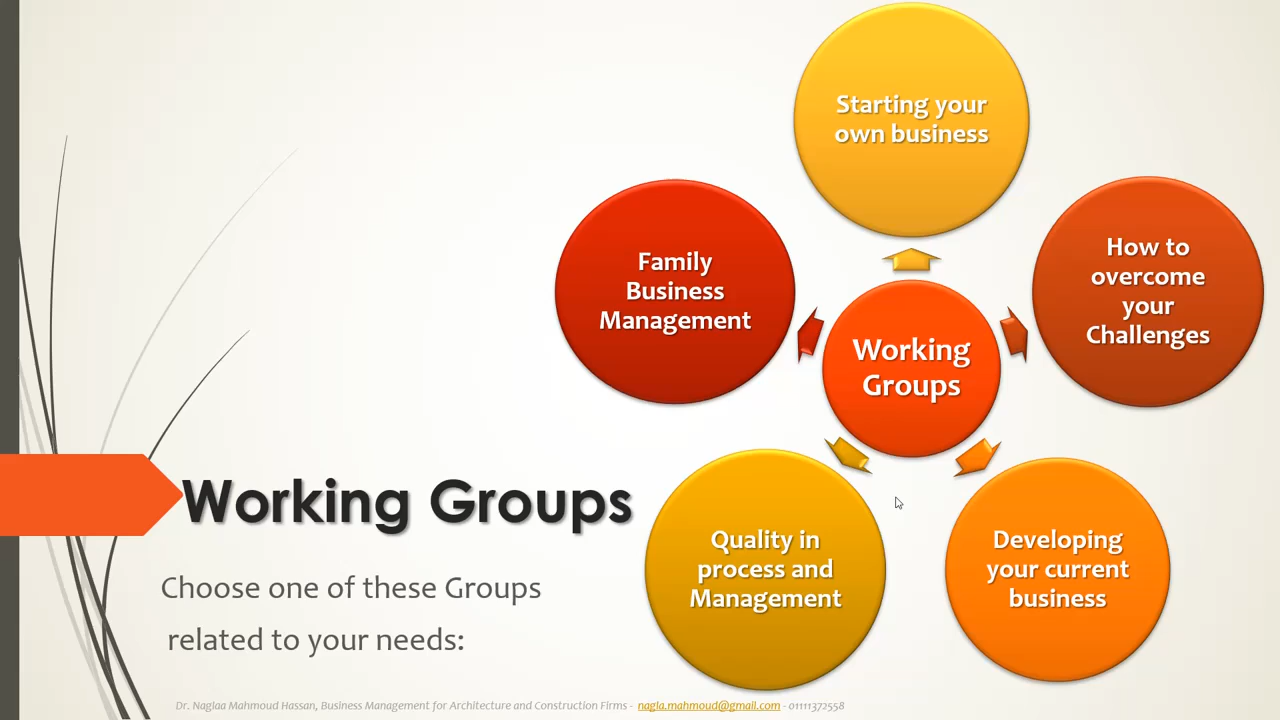 Starting your
own business
How to
overcome
your
Challenges
Developing
your current
business
Quality in
process and
Management
Family
Business
Management
Working
Groups
Working Groups
Choose one of these Groups
related to your needs:
Dr. Naglaa Mahmoud Hassan, Business Management for Architecture and Construction Firms - nagla.mahmoud@gmail.com - 01111372558